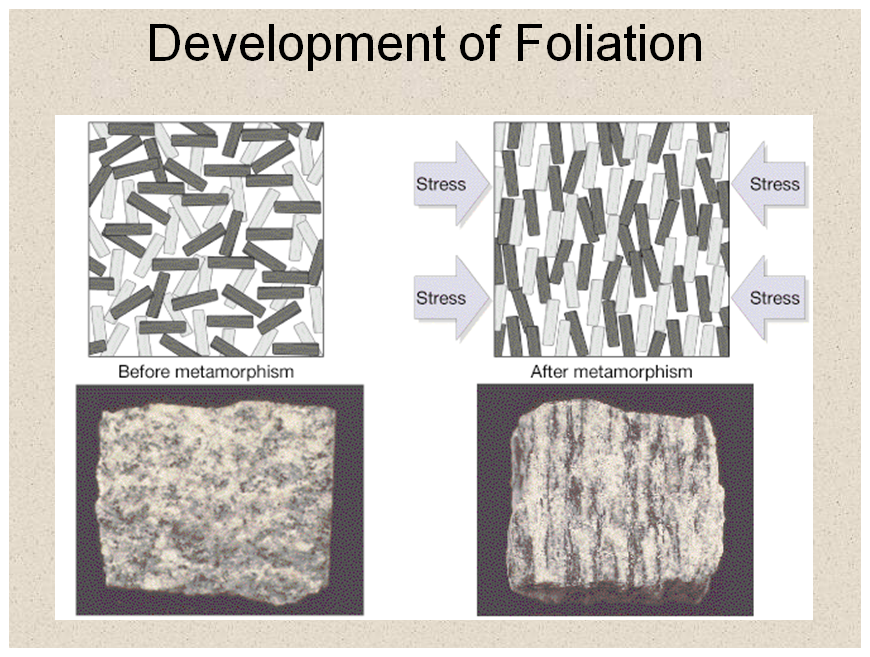 Development of Foliation
Stress
Stress
Stress
Stress
Before metamorphism
After metamorphism